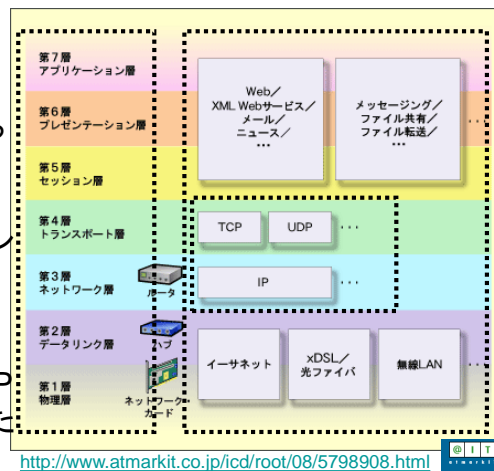 第7層
アプリケーション層
第6層
プレゼンテーション層
第5層
セッション層
第4層
トランスポート層
第3層
ネットワーク層
ルータ
第2層
データリンク層
ハブ
第1層
物理層
ネットワーク・
カード
Web／
XML Webサービス／
メール／
ニュース／
…
メッセージング／
ファイル共有／
ファイル転送／
…
…
TCP
UDP
…
IP
…
イーサネット
xDSL／
光ファイバ
無線LAN
…
P
た
http://www.atmarkit.co.jp/icd/root/08/5798908.html
@IT
atmarkit